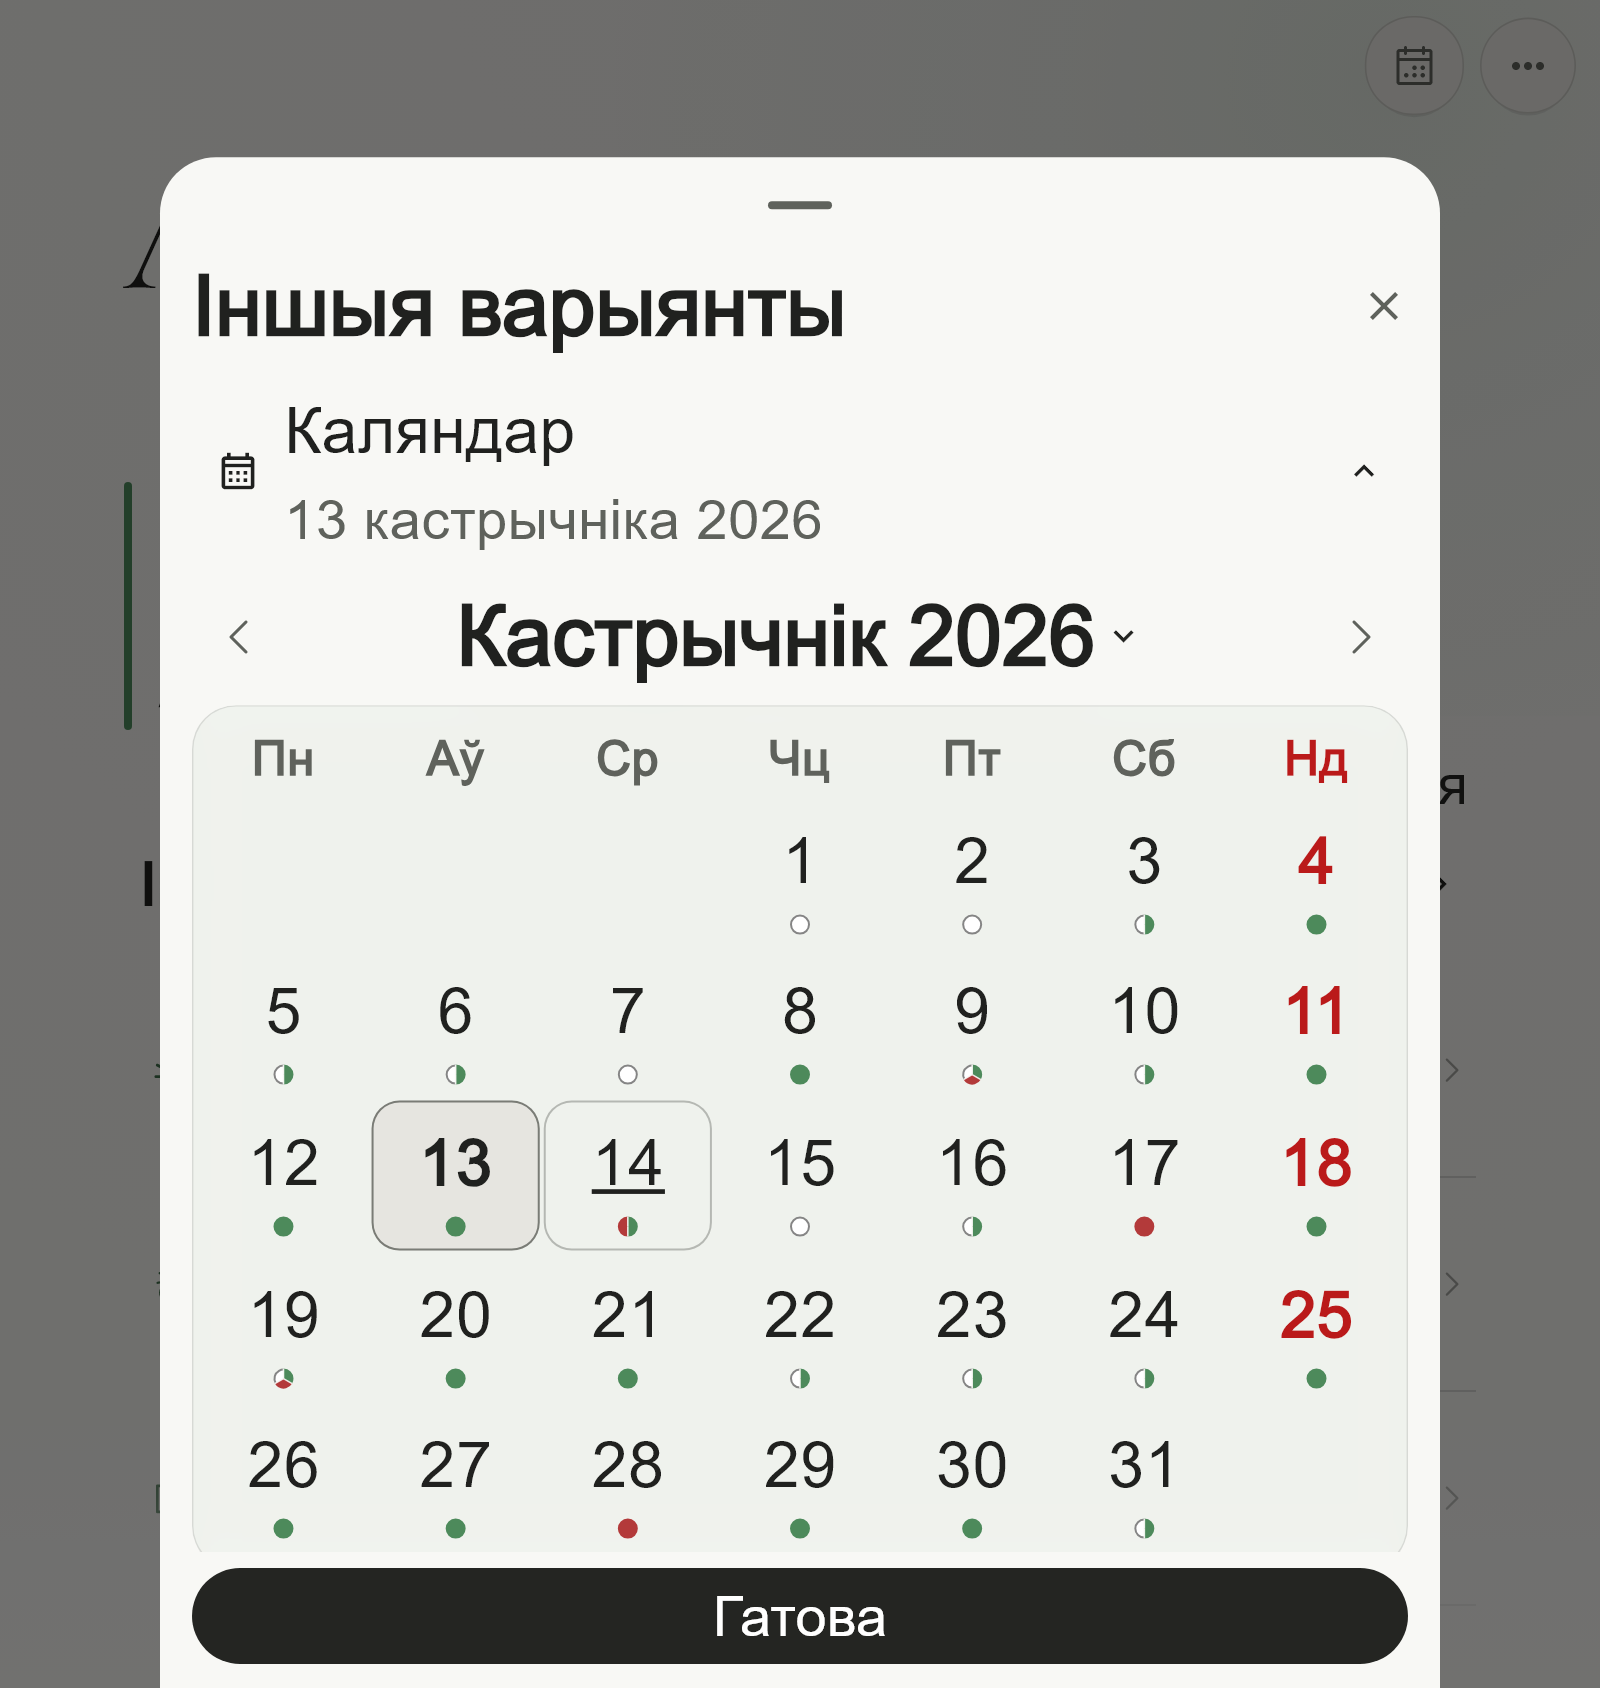 Іншыя варыянты
Каляндар
13 кастрычніка 2026
Кастрычнік 2026
Пн Аў Ср Чц Пт Сб Нд
1 2 3 4
5 6 7 8 9 10 11
12 13 14 15 16 17 18
19 20 21 22 23 24 25
26 27 28 29 30 31
Гатова